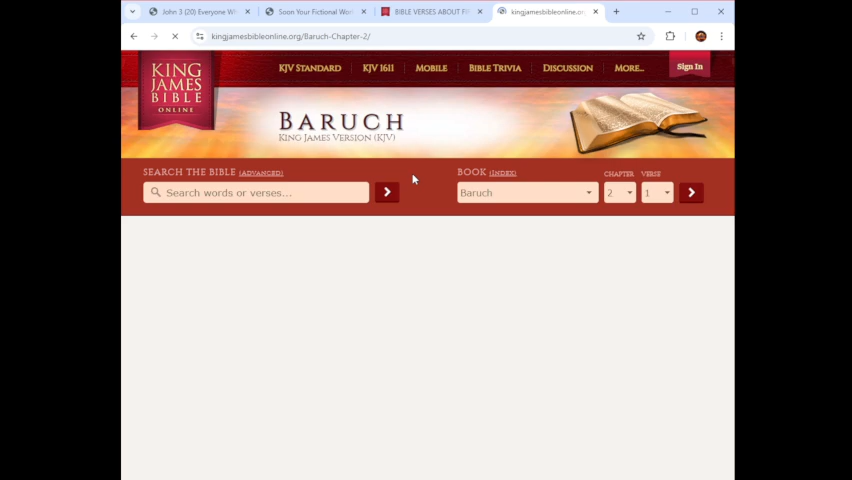 John 3 (20) Everyone Wh
Soon Your Fictional Wor
BIBLE VERSES ABOUT
kingjamesbibleonline.or
kingjamesbibleonline.org/Baruch-Chapter-2/
KING
JAMES
BIBLE
ONLINE
KJV STANDARD KJV 1611 MOBILE BIBLE TRIVIA DISCUSSION MORE... Sign In
BARUCH
KING JAMES VERSION (KJV)
SEARCH THE BIBLE (ADVANCED) BOOK (INDEX) CHAPTER VERSE
Search words or verses... Baruch 2 1